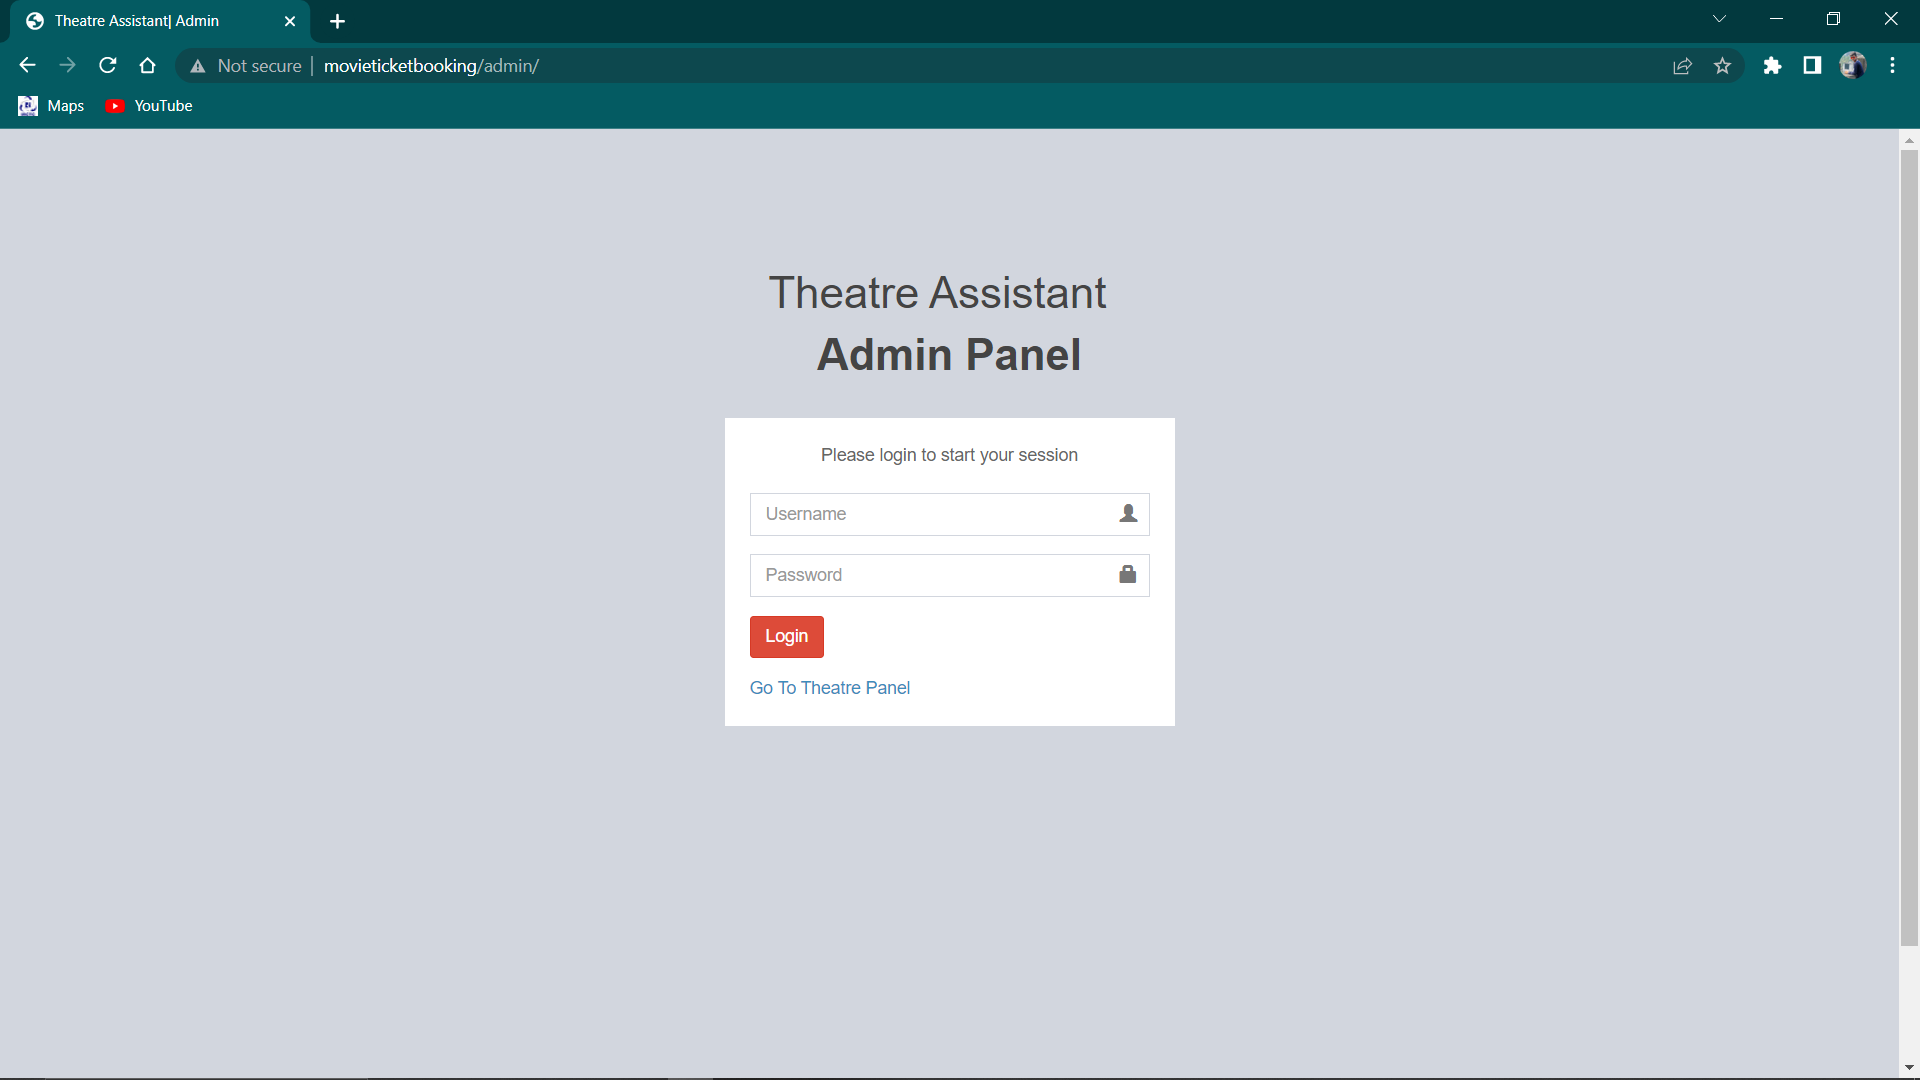 Theatre Assistant| Admin
Not secure | movieticketbooking/admin/
Maps YouTube
Theatre Assistant
Admin Panel
Please login to start your session
Username
Password
Login
Go To Theatre Panel